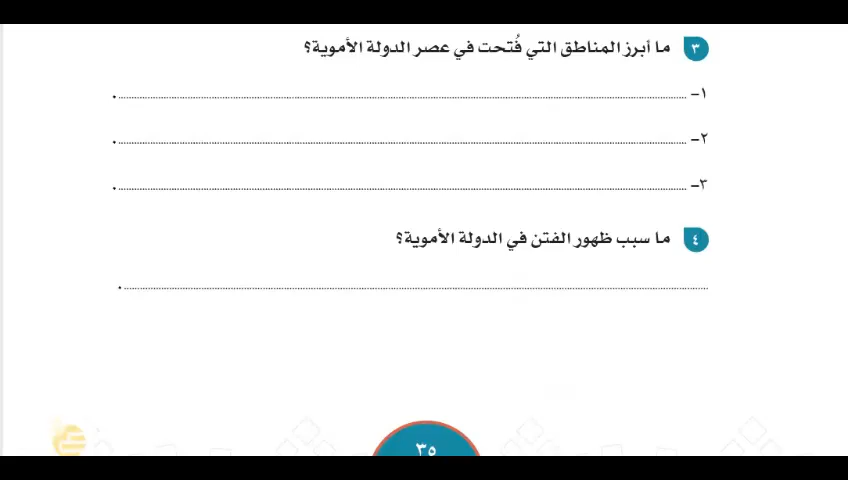 ٣ ما أبرز المناطق التي فُتحت في عصر الدولة الأموية؟
١- ............................................................ .
٢- ............................................................ .
٣- ............................................................ .
٤ ما سبب ظهور الفتن في الدولة الأموية؟
............................................................ .
٣٥